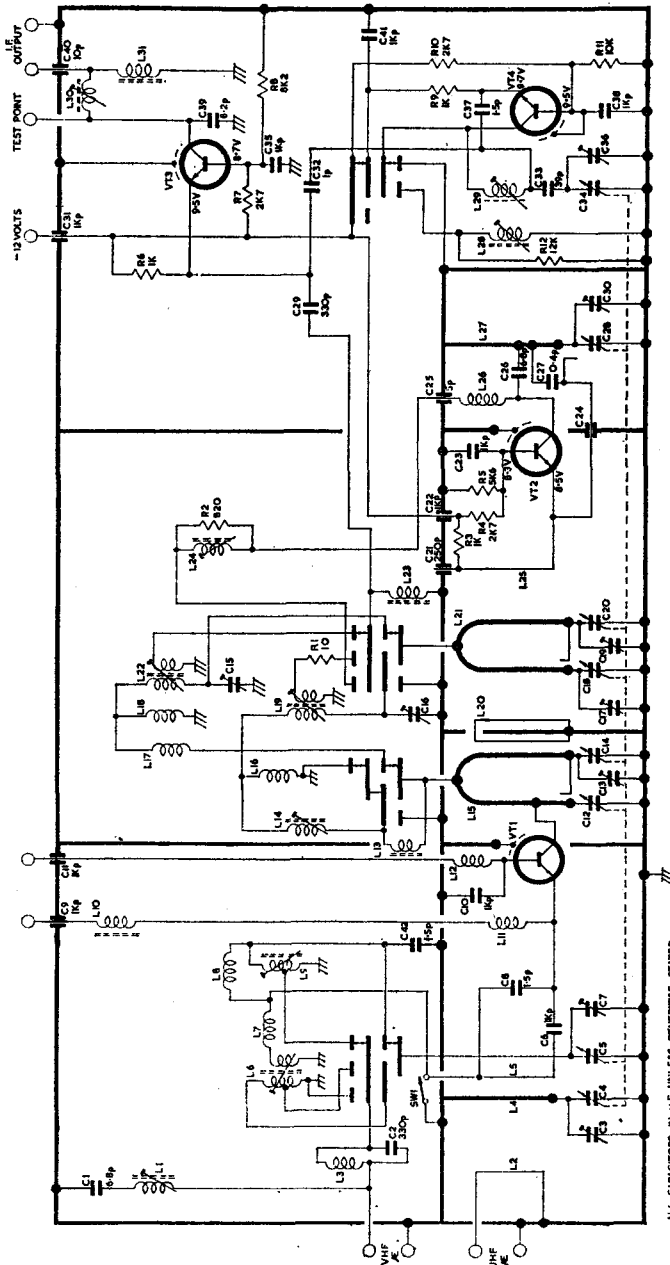 I.F. OUTPUT
TEST POINT
−12 VOLTS
C40
10p
L30
L31
C39
8·2p
R8
8K2
C41
1Kp
R10
2K7
R11
10K
R9
1K
C37
1·5p
VT4
9·7V
9·5V
C38
1Kp
C36
VT3
8·7V
9·5V
C35
1Kp
C32
1p
C31
1Kp
R7
2K7
R6
1K
C29
330p
L29
C33
39p
C34
L28
R12
12K
C30
C28
L27
C25
5p
L26
C26
6·8p
C27
0·4p
C24
C23
1Kp
R5
5K6
8·3V
VT2
8·5V
C22
1Kp
R4
2K7
R3
1K
C21
250p
L25
R2
820
L24
L23
L22
L21
C20
C19
C18
C17
C15
L18
R1
10
L19
C16
L20
L17
L16
L14
L15
C14
C13
C12
L13
VT1
C11
1Kp
L12
C10
1Kp
C9
1Kp
L10
L11
C42
1·5p
C8
1·5p
C7
C6
1Kp
C5
L8
L9
L7
L6
SW1
L5
L4
C4
C3
L3
C2
330p
C1
6·8p
L1
L2
VHF
Æ
UHF
Æ